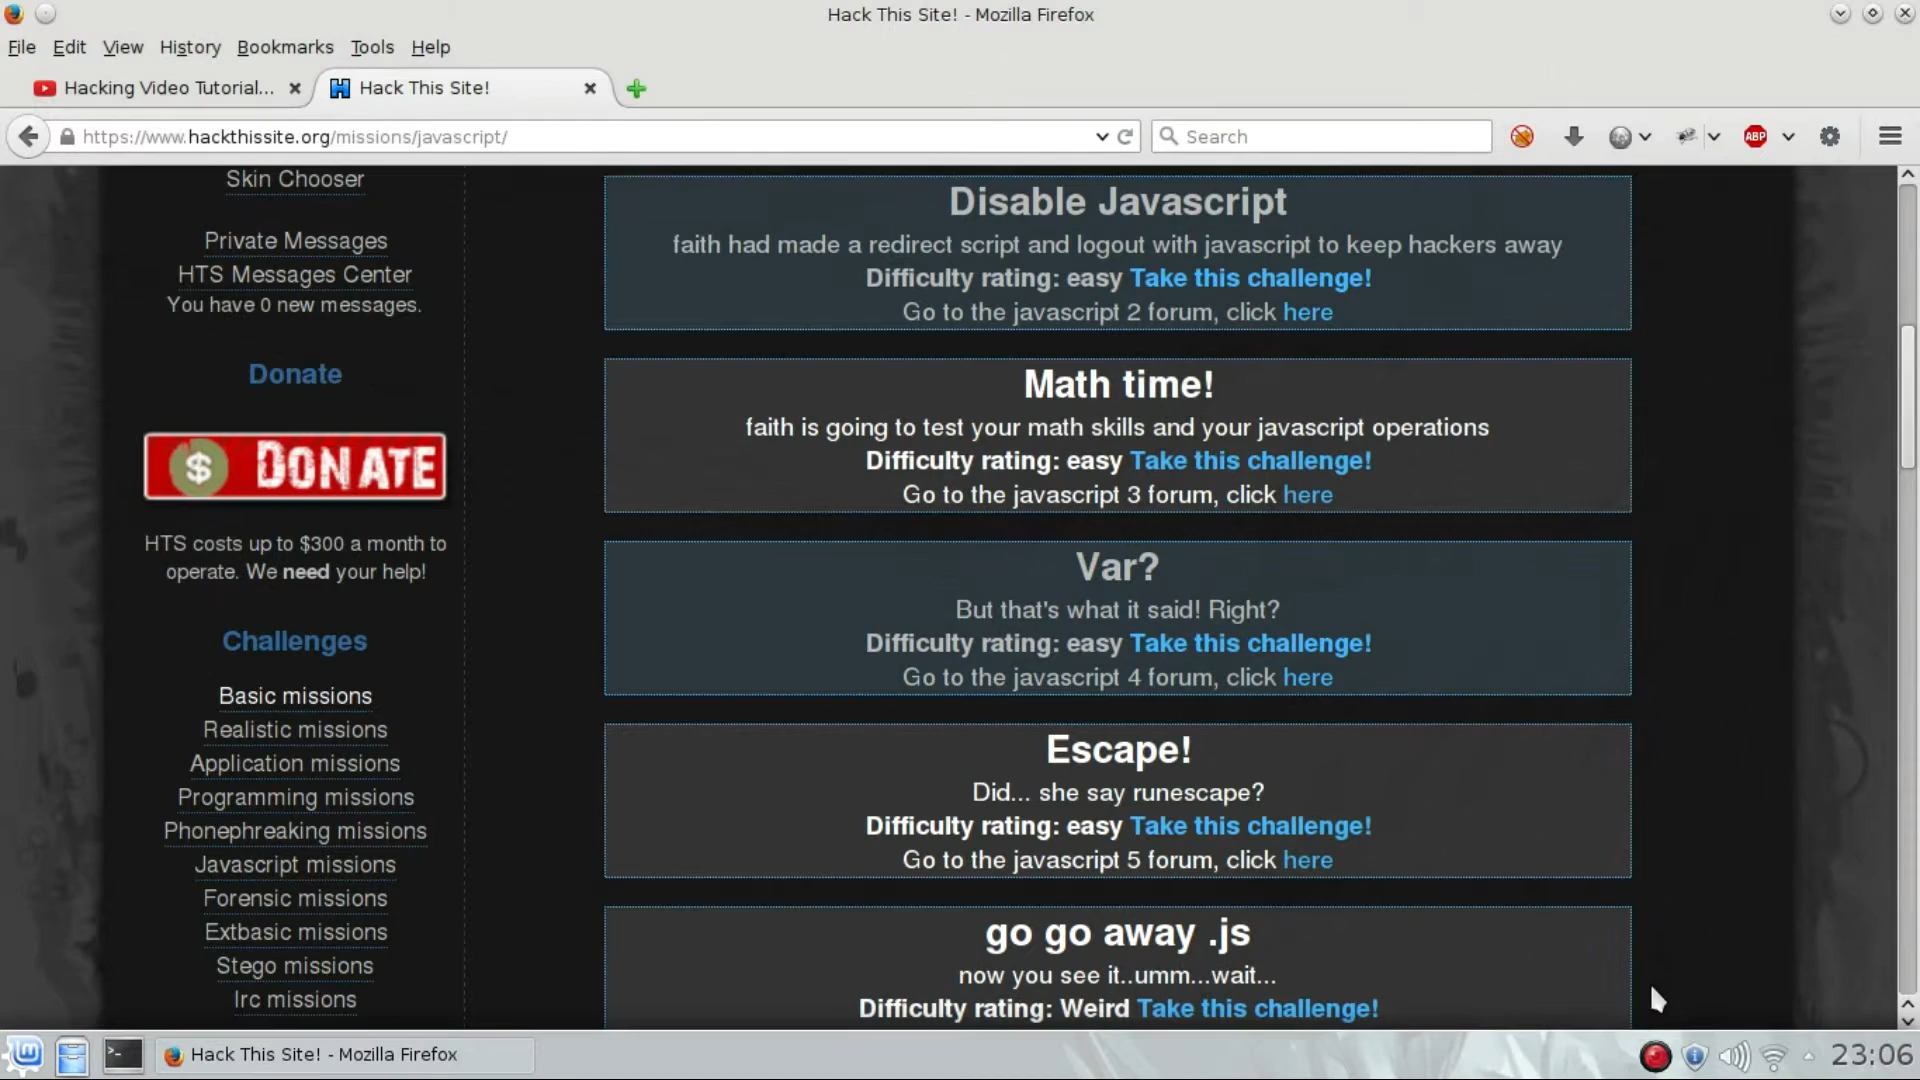 Hack This Site! - Mozilla Firefox
File Edit View History Bookmarks Tools Help
Hacking Video Tutorial...
Hack This Site!
https://www.hackthissite.org/missions/javascript/
Search
ABP
Skin Chooser
Private Messages
HTS Messages Center
You have 0 new messages.
Donate
$ DONATE
HTS costs up to $300 a month to
operate. We need your help!
Challenges
Basic missions
Realistic missions
Application missions
Programming missions
Phonephreaking missions
Javascript missions
Forensic missions
Extbasic missions
Stego missions
Irc missions
Disable Javascript
faith had made a redirect script and logout with javascript to keep hackers away
Difficulty rating: easy Take this challenge!
Go to the javascript 2 forum, click here
Math time!
faith is going to test your math skills and your javascript operations
Difficulty rating: easy Take this challenge!
Go to the javascript 3 forum, click here
Var?
But that's what it said! Right?
Difficulty rating: easy Take this challenge!
Go to the javascript 4 forum, click here
Escape!
Did... she say runescape?
Difficulty rating: easy Take this challenge!
Go to the javascript 5 forum, click here
go go away .js
now you see it..umm...wait...
Difficulty rating: Weird Take this challenge!
Hack This Site! - Mozilla Firefox
23:06